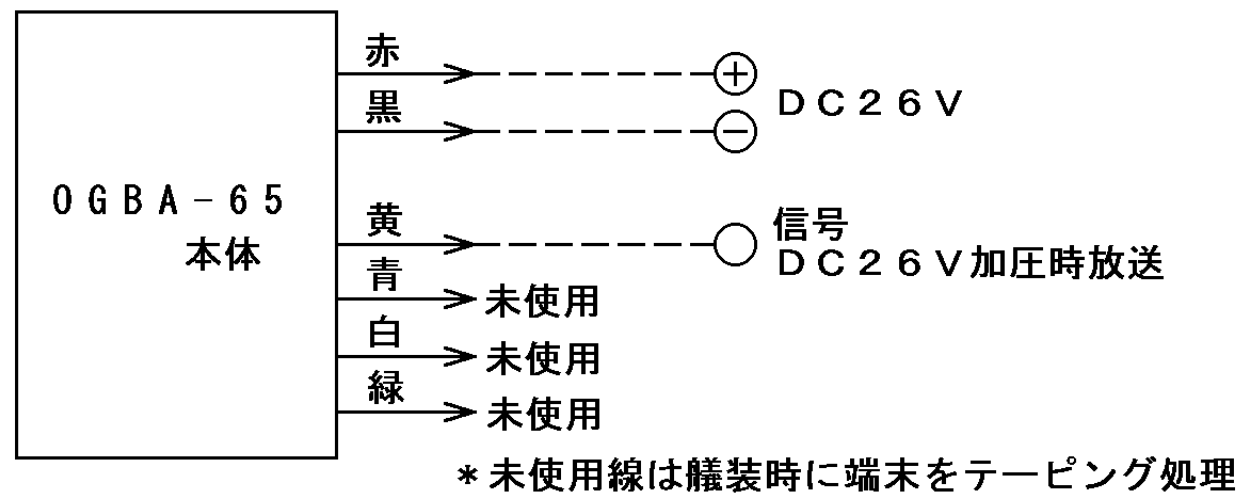 赤
⊕
黒
DC26V
⊖
OGBA-65
本体
黄
信号
DC26V加圧時放送
青
未使用
白
未使用
緑
未使用
*未使用線は艤装時に端末をテーピング処理